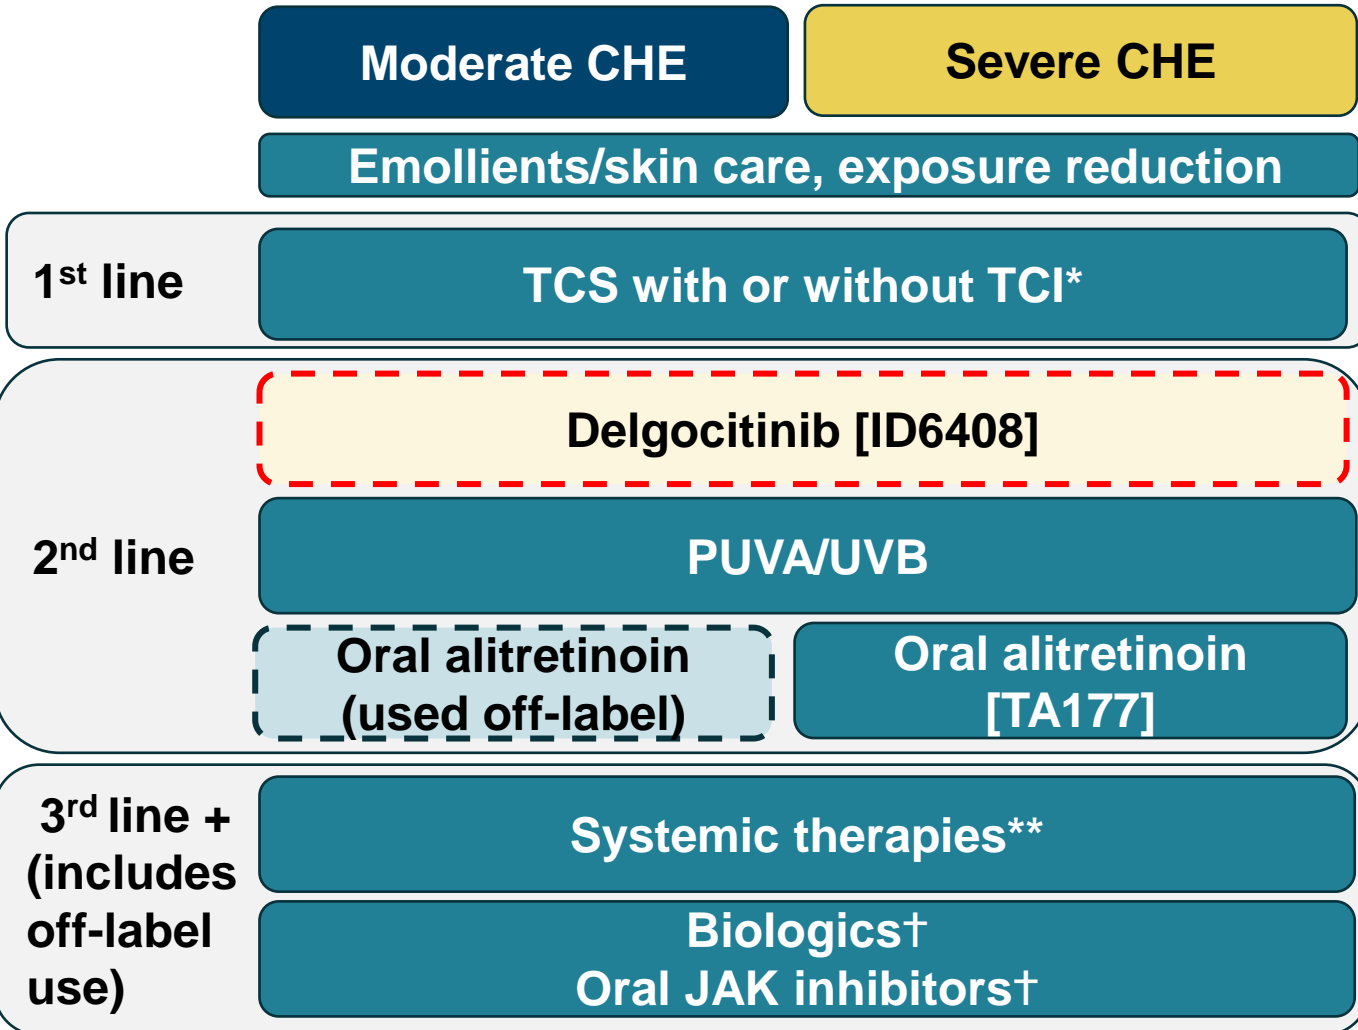 Moderate CHE
Severe CHE
Emollients/skin care, exposure reduction
1st line
TCS with or without TCI*
Delgocitinib [ID6408]
2nd line
PUVA/UVB
Oral alitretinoin
(used off-label)
Oral alitretinoin
[TA177]
3rd line +
(includes
off-label
use)
Systemic therapies**
Biologics†
Oral JAK inhibitors†